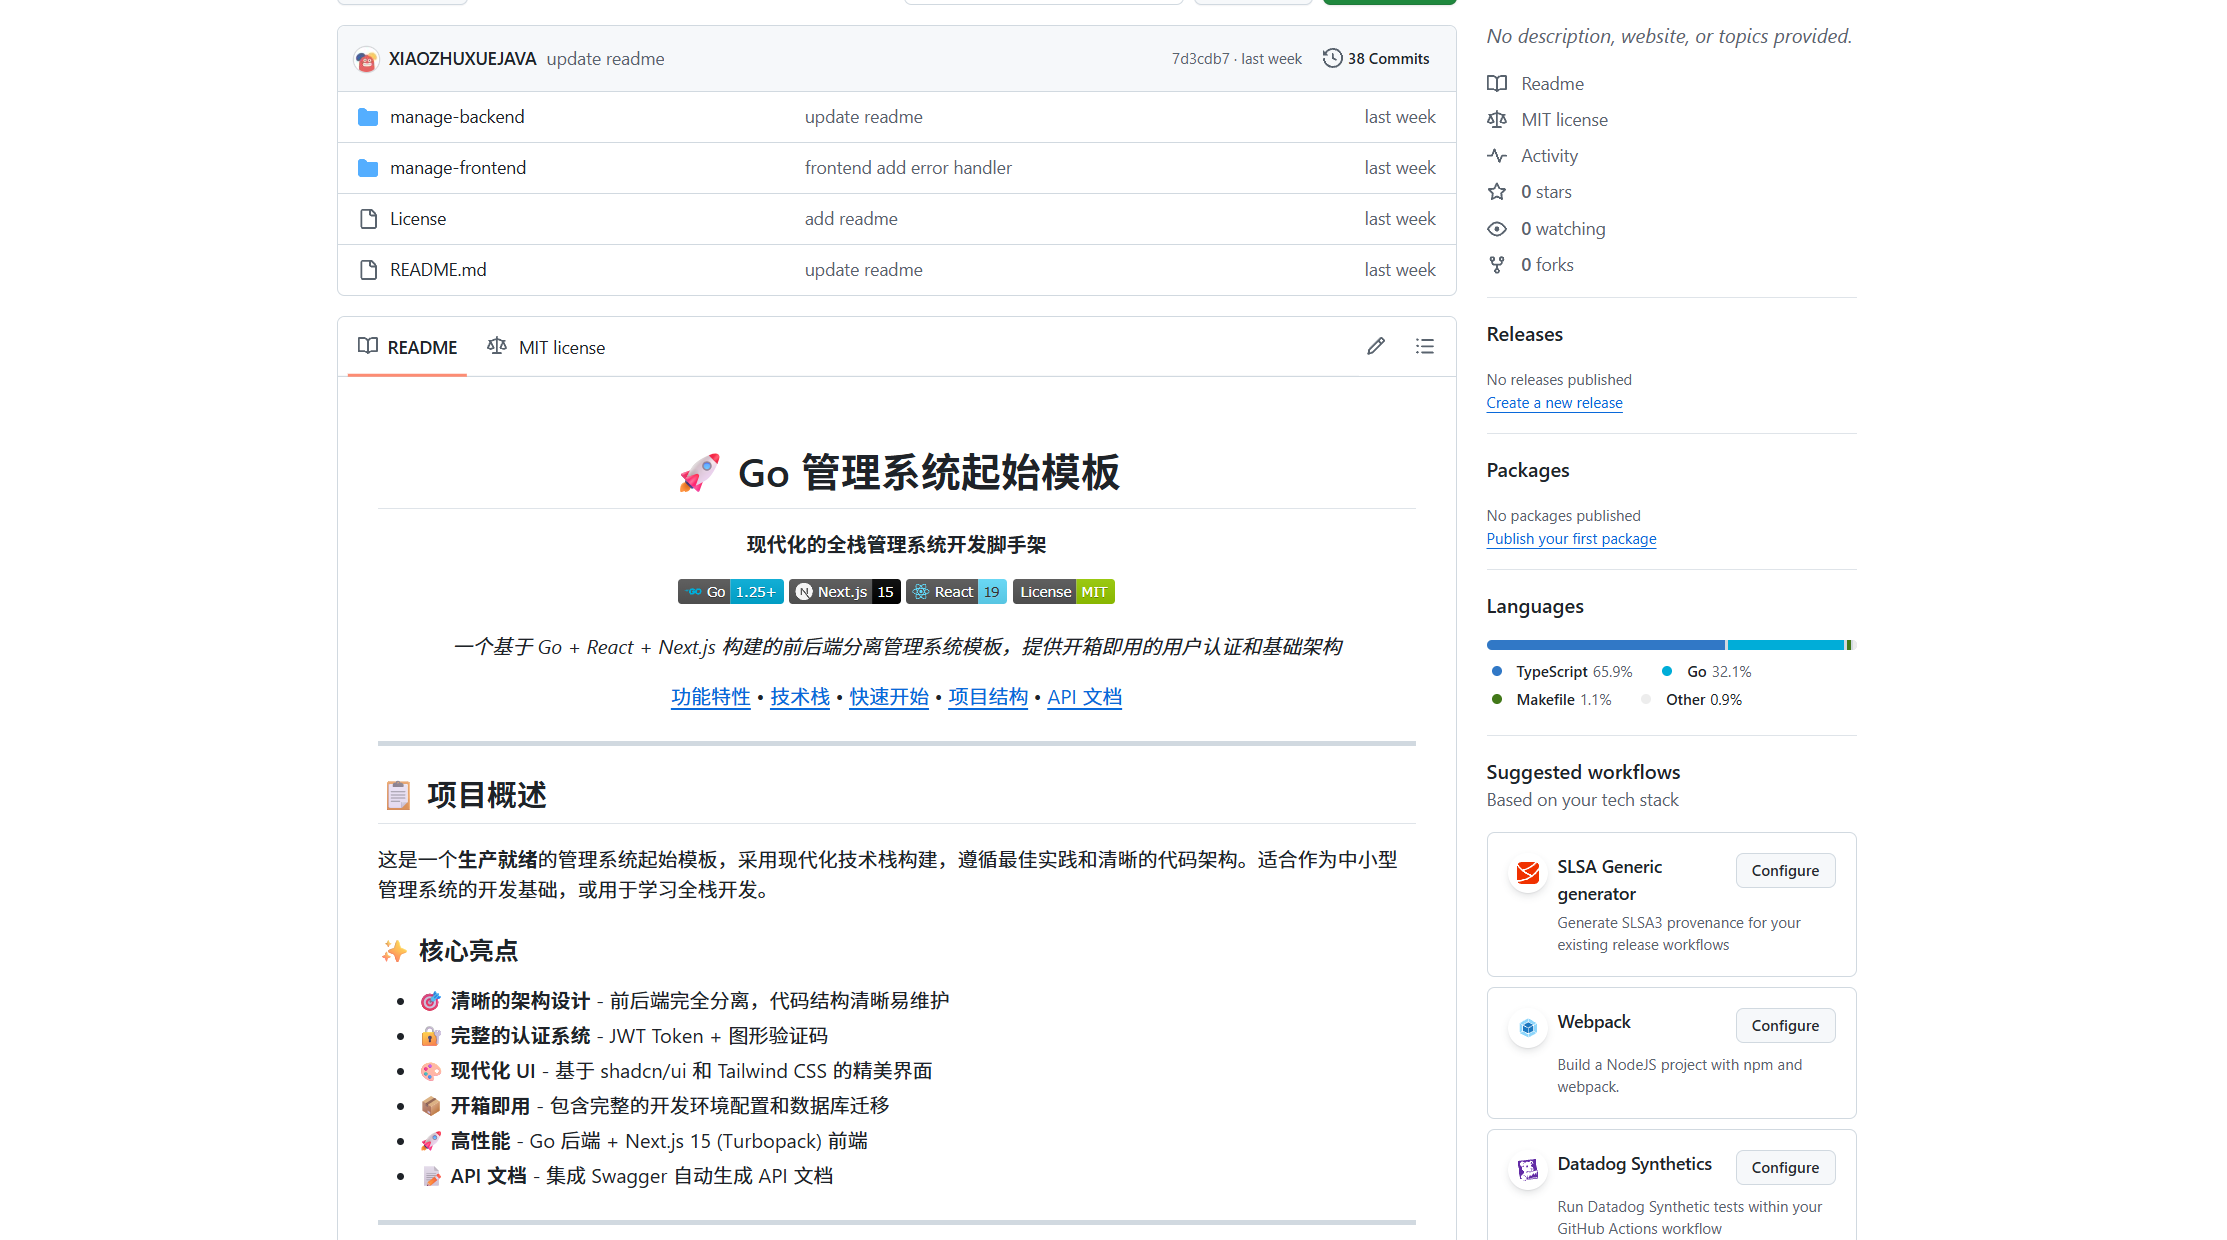 XIAOZHUXUEJAVA update readme 7d3cdb7 · last week 38 Commits
manage-backend update readme last week
manage-frontend frontend add error handler last week
License add readme last week
README.md update readme last week
README MIT license
🚀 Go 管理系统起始模板
现代化的全栈管理系统开发脚手架
Go 1.25+ Next.js 15 React 19 License MIT
一个基于 Go + React + Next.js 构建的前后端分离管理系统模板，提供开箱即用的用户认证和基础架构
功能特性 • 技术栈 • 快速开始 • 项目结构 • API 文档
📋 项目概述
这是一个生产就绪的管理系统起始模板，采用现代化技术栈构建，遵循最佳实践和清晰的代码架构。适合作为中小型
管理系统的开发基础，或用于学习全栈开发。
✨ 核心亮点
• 🎯 清晰的架构设计 - 前后端完全分离，代码结构清晰易维护
• 🔐 完整的认证系统 - JWT Token + 图形验证码
• 🎨 现代化 UI - 基于 shadcn/ui 和 Tailwind CSS 的精美界面
• 📦 开箱即用 - 包含完整的开发环境配置和数据库迁移
• 🚀 高性能 - Go 后端 + Next.js 15 (Turbopack) 前端
• 📝 API 文档 - 集成 Swagger 自动生成 API 文档
No description, website, or topics provided.
Readme
MIT license
Activity
0 stars
0 watching
0 forks
Releases
No releases published
Create a new release
Packages
No packages published
Publish your first package
Languages
TypeScript 65.9% Go 32.1%
Makefile 1.1% Other 0.9%
Suggested workflows
Based on your tech stack
SLSA Generic
generator
Configure
Generate SLSA3 provenance for your
existing release workflows
Webpack
Configure
Build a NodeJS project with npm and
webpack.
Datadog Synthetics
Configure
Run Datadog Synthetic tests within your
GitHub Actions workflow